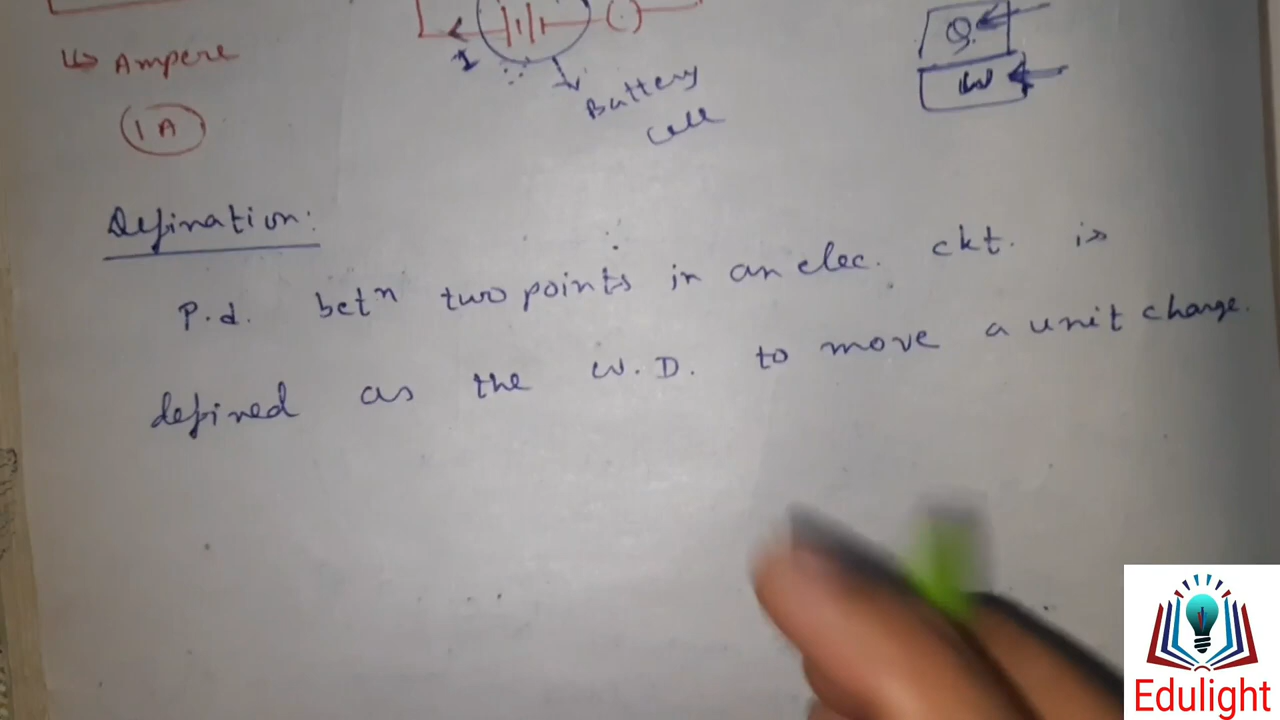 ↳ Ampere
1 A
I
Battery
cell
Q
W
Defination:
P.d. betⁿ two points in an elec. ckt. is
defined as the W.D. to move a unit charge.
Edulight